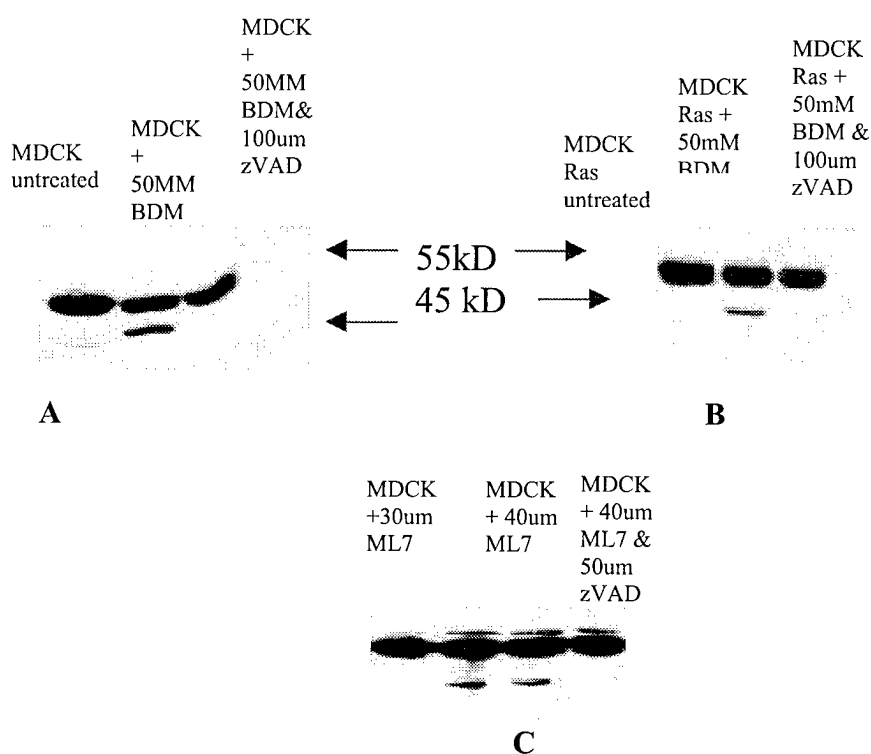 MDCK
untreated
MDCK
+
50MM
BDM
MDCK
+
50MM
BDM&
100um
zVAD
55kD
45 kD
MDCK
Ras
untreated
MDCK
Ras +
50mM
BDM
MDCK
Ras +
50mM
BDM &
100um
zVAD
A
B
MDCK
+30um
ML7
MDCK
+ 40um
ML7
MDCK
+ 40um
ML7 &
50um
zVAD
C